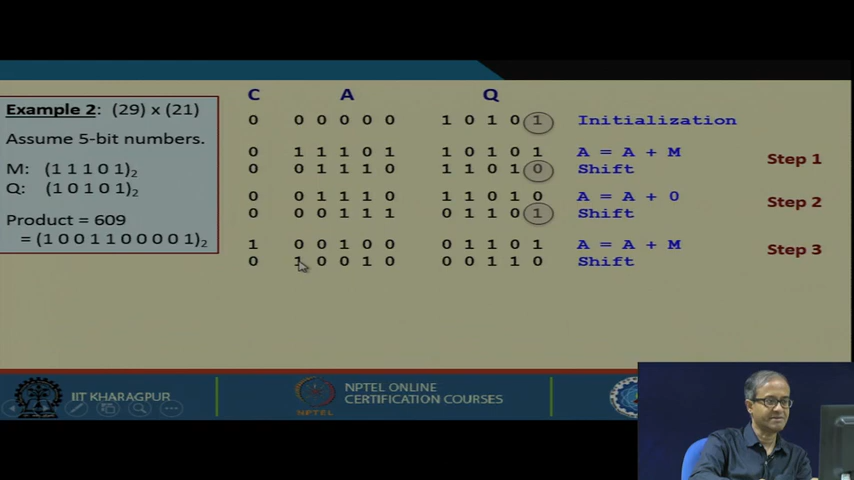 C A Q
Example 2: (29) x (21)
Assume 5-bit numbers.
M: (1 1 1 0 1)2
Q: (1 0 1 0 1)2
Product = 609
= (1 0 0 1 1 0 0 0 0 1)2
0 0 0 0 0 0 1 0 1 0 1 Initialization
0 1 1 1 0 1 1 0 1 0 1 A = A + M
0 0 1 1 1 0 1 1 0 1 0 Shift
Step 1
0 0 1 1 1 0 1 1 0 1 0 A = A + 0
0 0 0 1 1 1 0 1 1 0 1 Shift
Step 2
1 0 0 1 0 0 0 1 1 0 1 A = A + M
0 1 0 0 1 0 0 0 1 1 0 Shift
Step 3
IIT KHARAGPUR
NPTEL
NPTEL ONLINE
CERTIFICATION COURSES